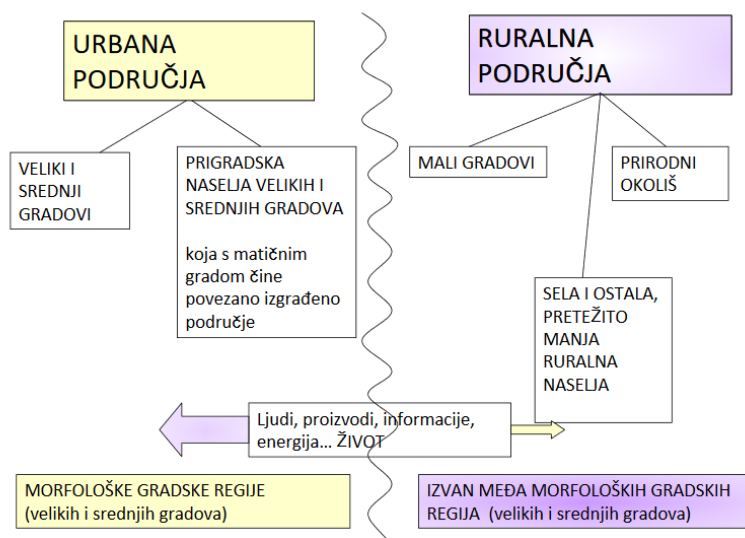 URBANA
PODRUČJA
RURALNA
PODRUČJA
VELIKI I
SREDNJI
GRADOVI
PRIGRADSKA
NASELJA VELIKIH I
SREDNJIH GRADOVA
koja s matičnim
gradom čine
povezano izgrađeno
područje
MALI GRADOVI
PRIRODNI
OKOLIŠ
SELA I OSTALA,
PRETEŽITO
MANJA
RURALNA
NASELJA
Ljudi, proizvodi, informacije,
energija... ŽIVOT
MORFOLOŠKE GRADSKE REGIJE
(velikih i srednjih gradova)
IZVAN MEĐA MORFOLOŠKIH GRADSKIH
REGIJA (velikih i srednjih gradova)